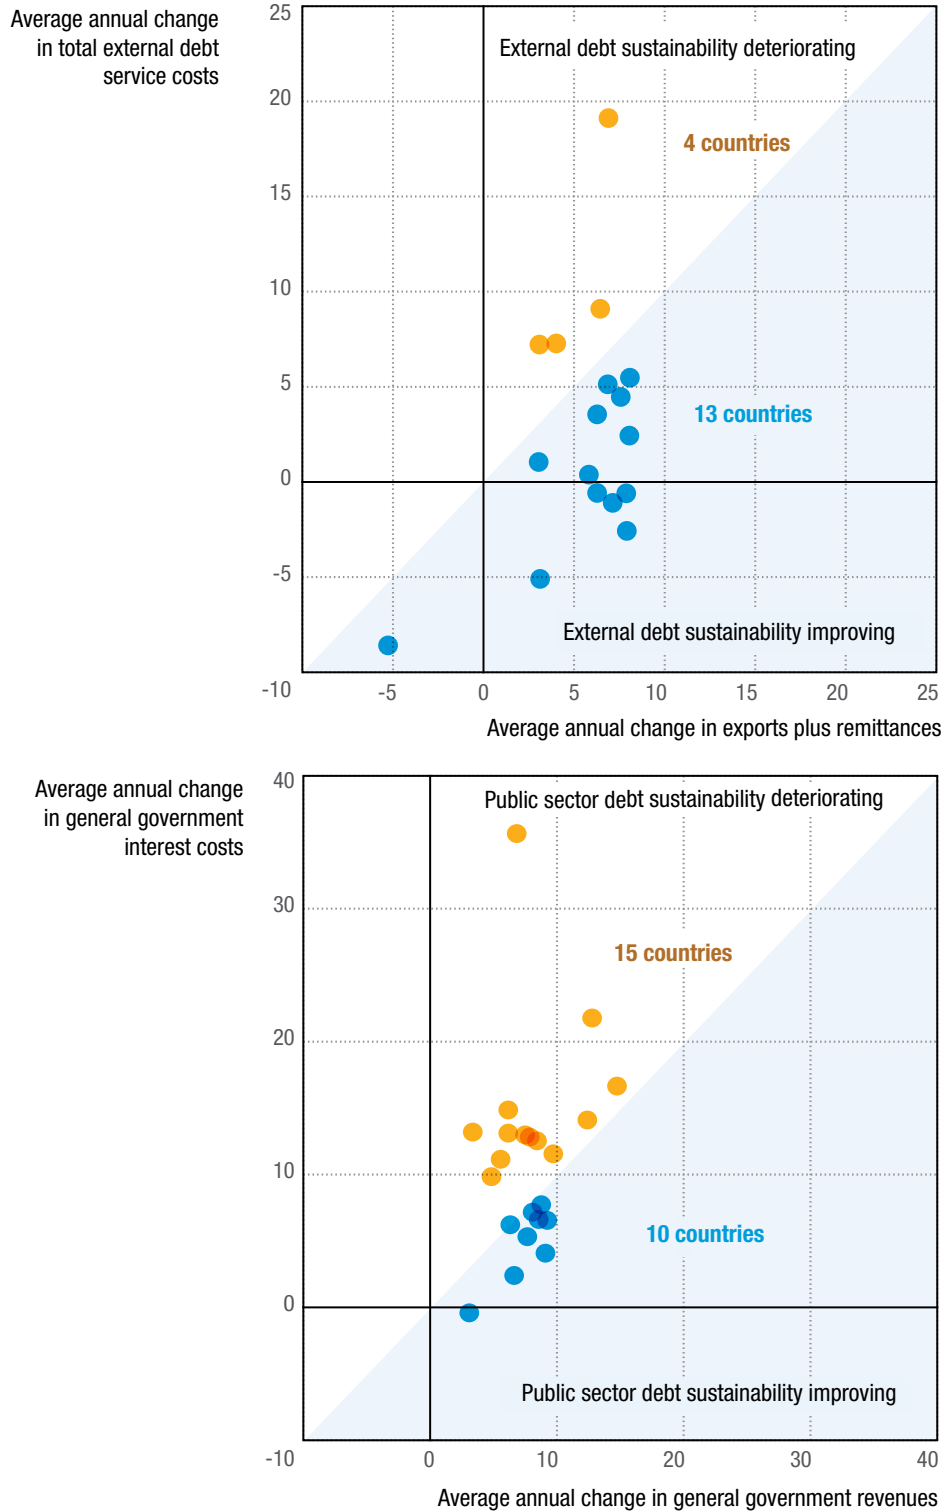 Average annual change
in total external debt
service costs
25
External debt sustainability deteriorating
20
4 countries
15
10
5
13 countries
0
-5
External debt sustainability improving
-10
-5
0
5
10
15
20
25
Average annual change in exports plus remittances
Average annual change
in general government
interest costs
40
Public sector debt sustainability deteriorating
30
15 countries
20
10
10 countries
0
Public sector debt sustainability improving
-10
0
10
20
30
40
Average annual change in general government revenues